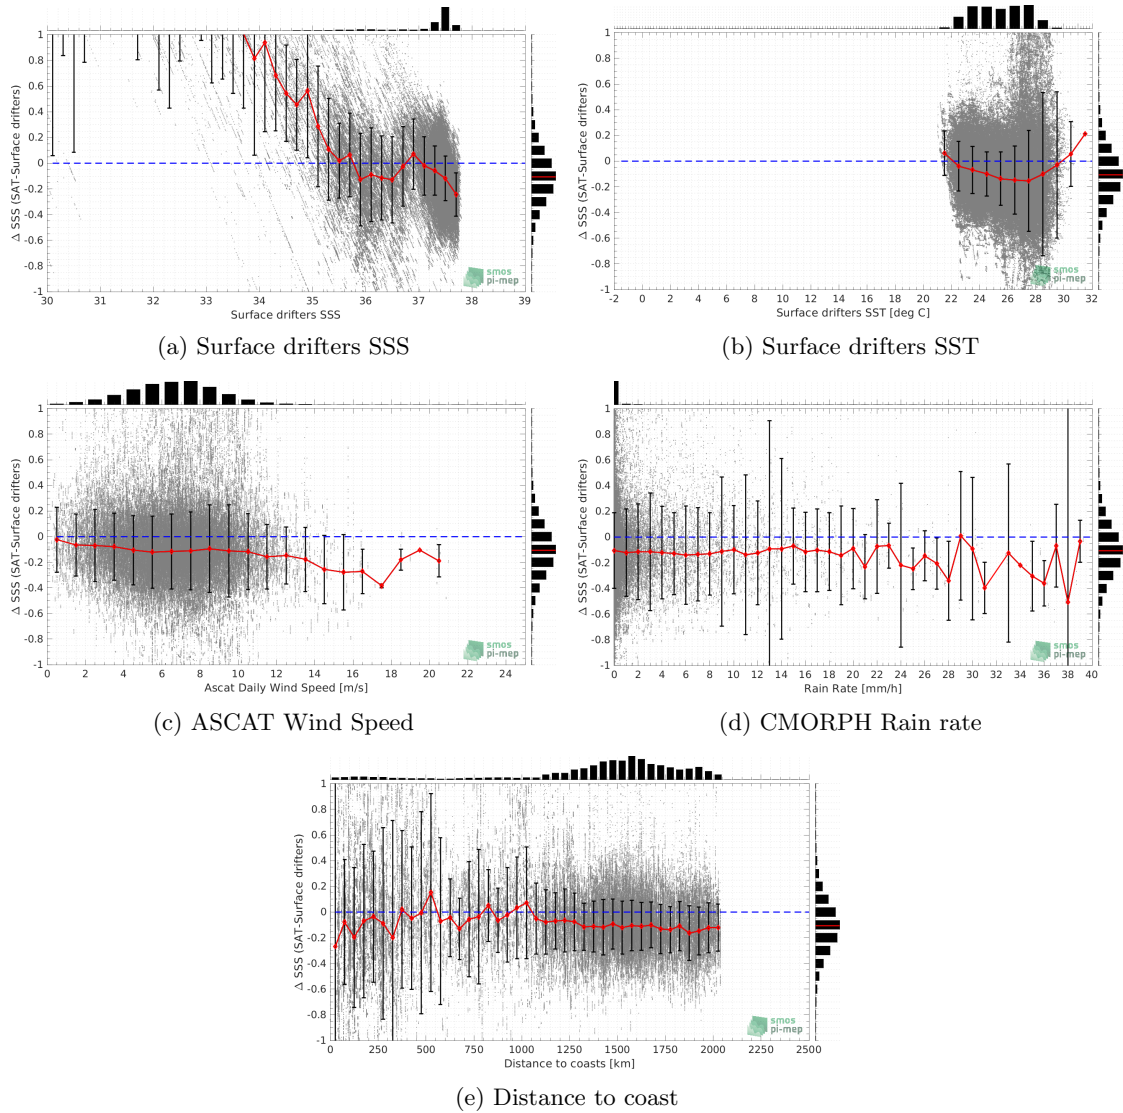 Δ SSS (SAT-Surface drifters)
1
0.8
0.6
0.4
0.2
0
-0.2
-0.4
-0.6
-0.8
-1
30 31 32 33 34 35 36 37 38 39
Surface drifters SSS
smos
pi-mep
(a) Surface drifters SSS
Δ SSS (SAT-Surface drifters)
1
0.8
0.6
0.4
0.2
0
-0.2
-0.4
-0.6
-0.8
-1
-2 0 2 4 6 8 10 12 14 16 18 20 22 24 26 28 30 32
Surface drifters SST [deg C]
smos
pi-mep
(b) Surface drifters SST
Δ SSS (SAT-Surface drifters)
1
0.8
0.6
0.4
0.2
0
-0.2
-0.4
-0.6
-0.8
-1
0 2 4 6 8 10 12 14 16 18 20 22 24
Ascat Daily Wind Speed [m/s]
smos
pi-mep
(c) ASCAT Wind Speed
Δ SSS (SAT-Surface drifters)
1
0.8
0.6
0.4
0.2
0
-0.2
-0.4
-0.6
-0.8
-1
0 2 4 6 8 10 12 14 16 18 20 22 24 26 28 30 32 34 36 38 40
Rain Rate [mm/h]
smos
pi-mep
(d) CMORPH Rain rate
Δ SSS (SAT-Surface drifters)
1
0.8
0.6
0.4
0.2
0
-0.2
-0.4
-0.6
-0.8
-1
0 250 500 750 1000 1250 1500 1750 2000 2250 2500
Distance to coasts [km]
smos
pi-mep
(e) Distance to coast